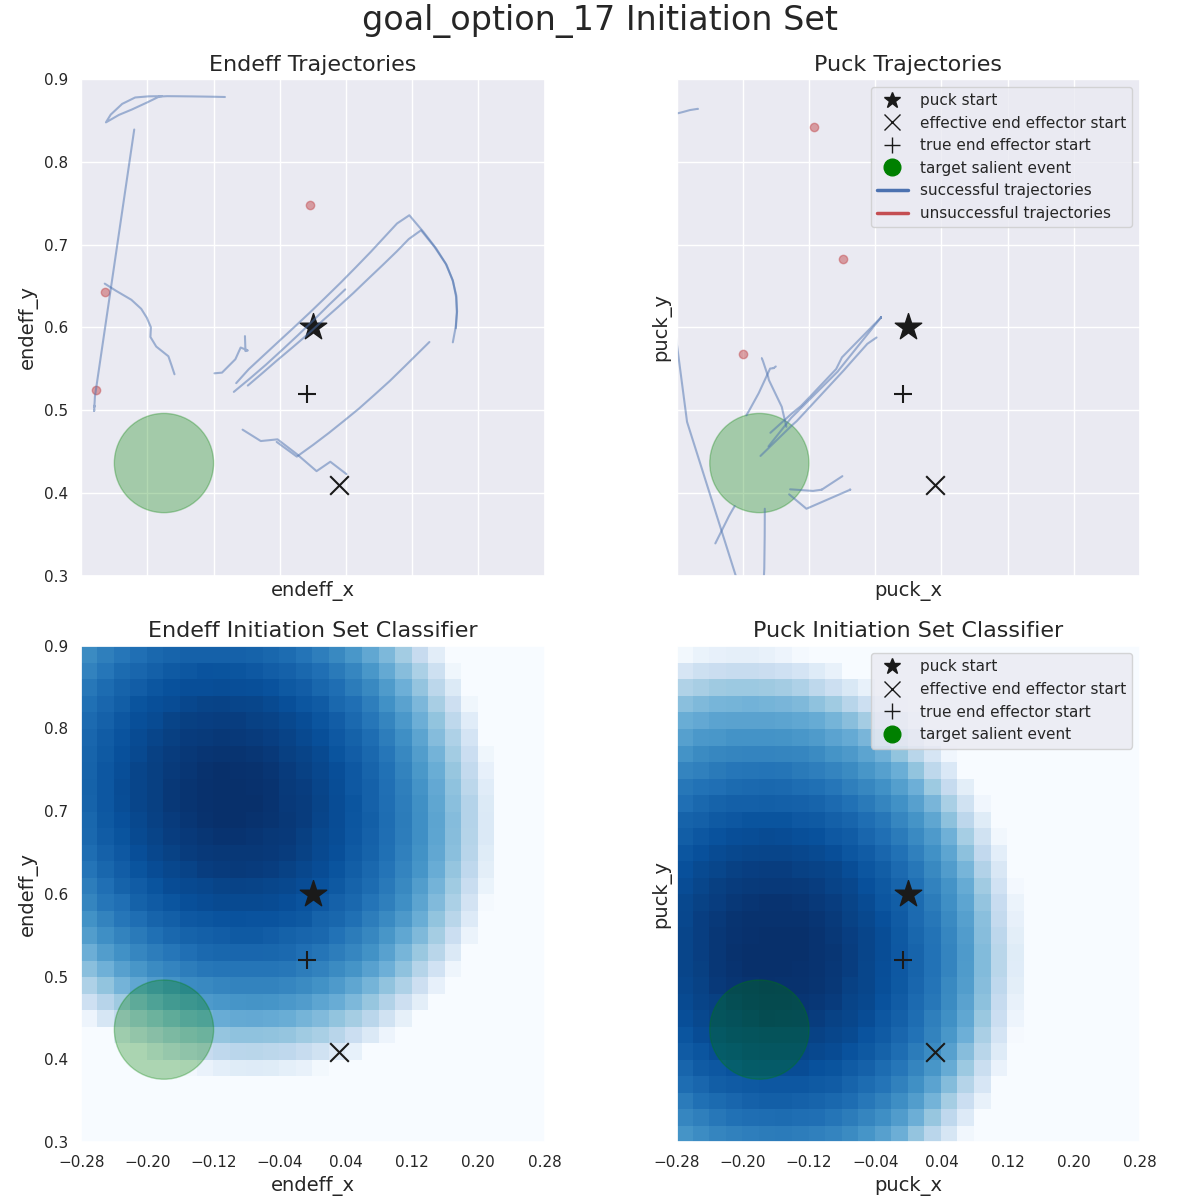 goal_option_17 Initiation Set
Endeff Trajectories
0.9
0.8
0.7
0.6
0.5
0.4
0.3
endeff_y
endeff_x
Puck Trajectories
puck start
effective end effector start
true end effector start
target salient event
successful trajectories
unsuccessful trajectories
puck_y
puck_x
Endeff Initiation Set Classifier
0.9
0.8
0.7
0.6
0.5
0.4
0.3
endeff_y
−0.28 −0.20 −0.12 −0.04 0.04 0.12 0.20 0.28
endeff_x
Puck Initiation Set Classifier
puck start
effective end effector start
true end effector start
target salient event
puck_y
−0.28 −0.20 −0.12 −0.04 0.04 0.12 0.20 0.28
puck_x